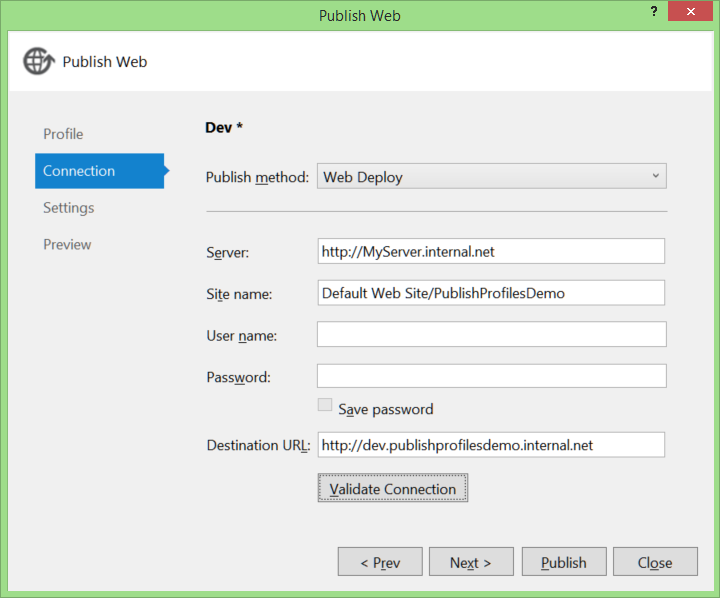 Publish Web
?
Publish Web
Profile
Connection
Settings
Preview
Dev *
Publish method: Web Deploy
Server: http://MyServer.internal.net
Site name: Default Web Site/PublishProfilesDemo
User name:
Password:
Save password
Destination URL: http://dev.publishprofilesdemo.internal.net
Validate Connection
< Prev Next > Publish Close